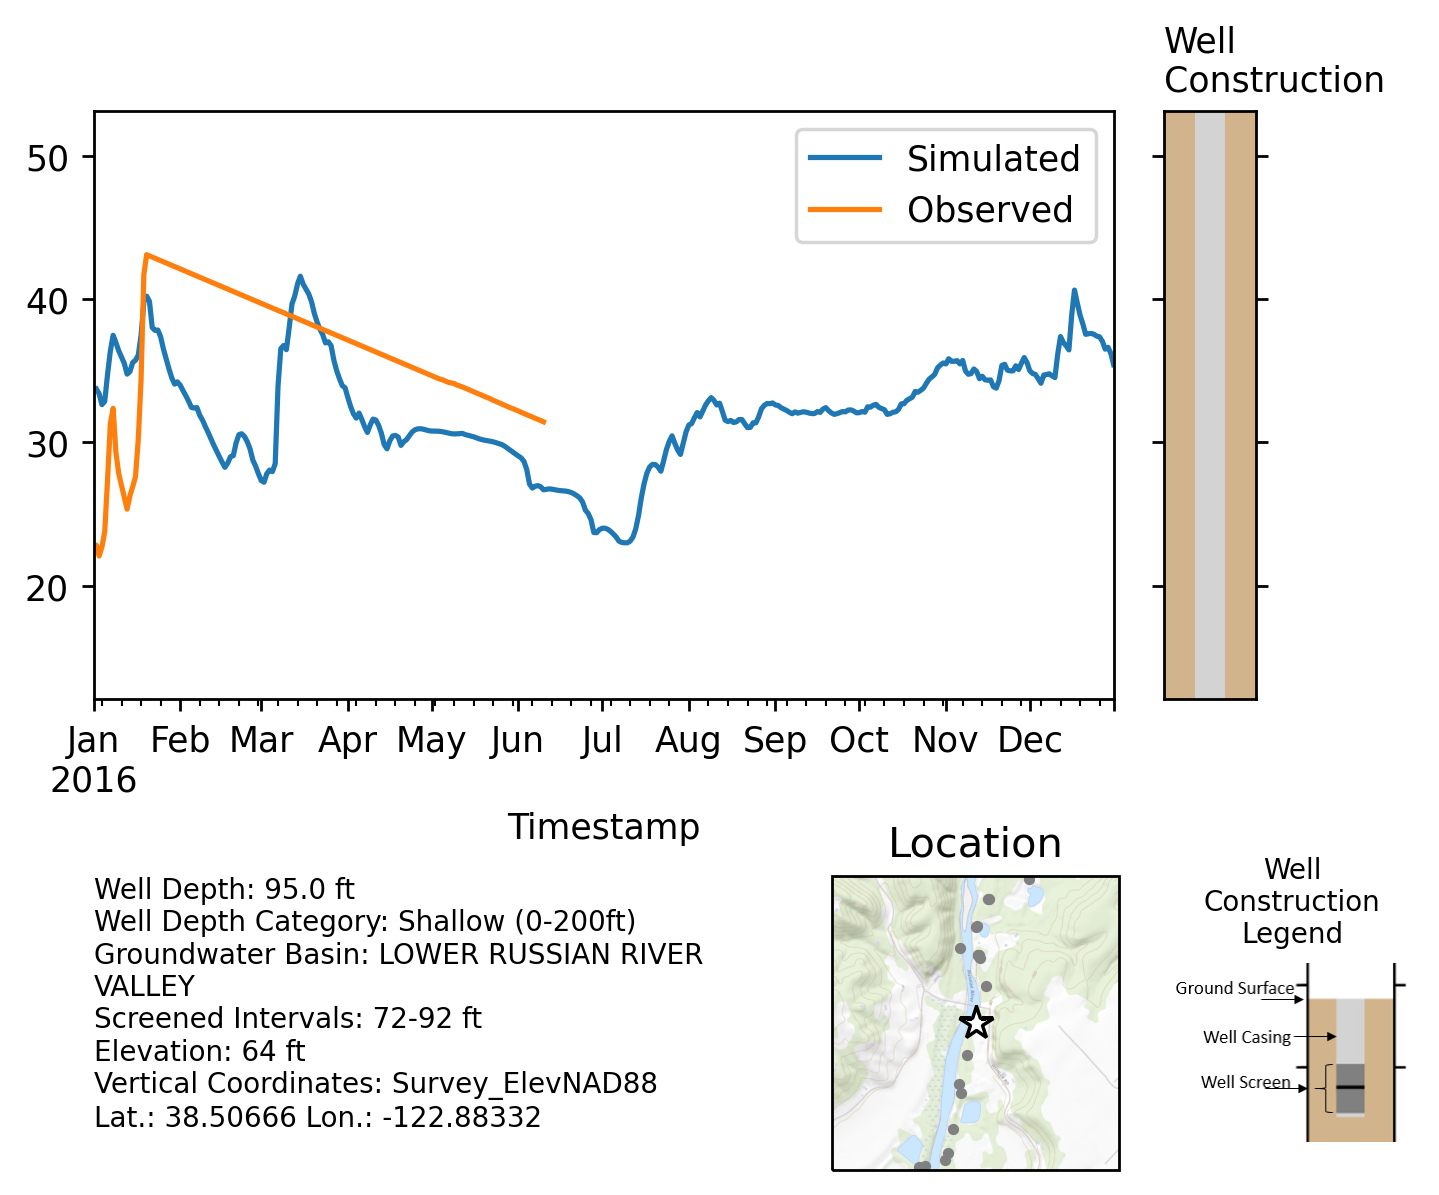 Well
Construction
50
40
30
20
Simulated
Observed
Jan
2016
Feb
Mar
Apr
May
Jun
Jul
Aug
Sep
Oct
Nov
Dec
Timestamp
Well Depth: 95.0 ft
Well Depth Category: Shallow (0-200ft)
Groundwater Basin: LOWER RUSSIAN RIVER
VALLEY
Screened Intervals: 72-92 ft
Elevation: 64 ft
Vertical Coordinates: Survey_ElevNAD88
Lat.: 38.50666 Lon.: -122.88332
Location
Well
Construction
Legend
Ground Surface
Well Casing
Well Screen